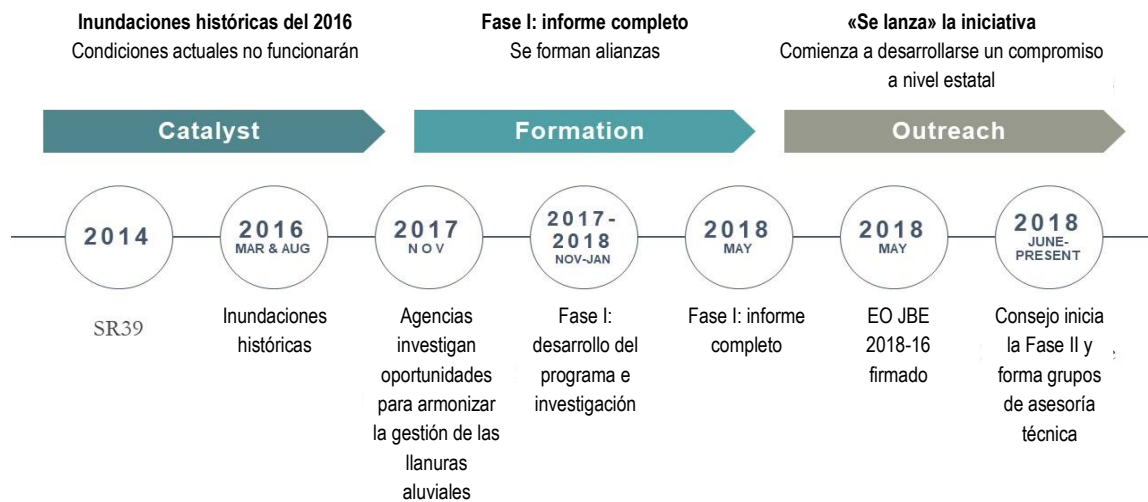 Inundaciones históricas del 2016
Condiciones actuales no funcionarán
Fase I: informe completo
Se forman alianzas
«Se lanza» la iniciativa
Comienza a desarrollarse un compromiso
a nivel estatal
Catalyst
Formation
Outreach
2014
2016
MAR & AUG
2017
NOV
2017-
2018
NOV-JAN
2018
MAY
2018
MAY
2018
JUNE-
PRESENT
SR39
Inundaciones
históricas
Agencias
investigan
oportunidades
para armonizar
la gestión de las
llanuras
aluviales
Fase I:
desarrollo del
programa e
investigación
Fase I: informe
completo
EO JBE
2018-16
firmado
Consejo inicia
la Fase II y
forma grupos
de asesoría
técnica